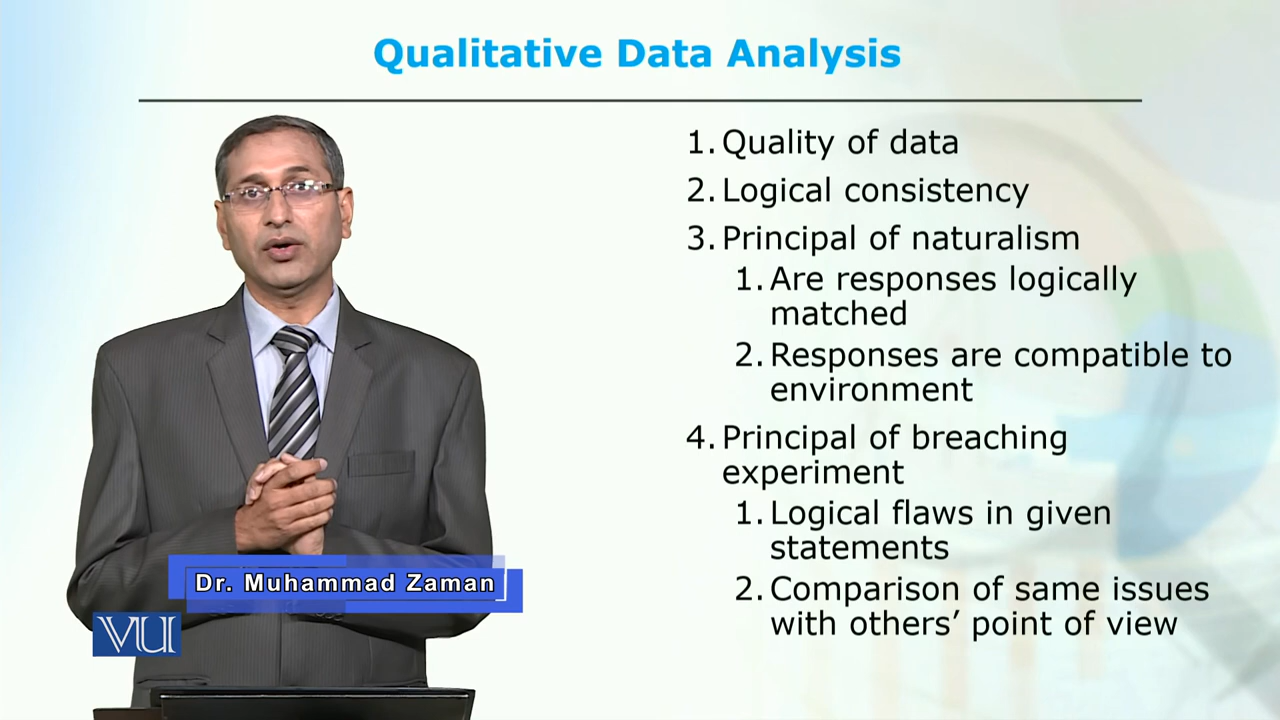 Qualitative Data Analysis
1. Quality of data
2. Logical consistency
3. Principal of naturalism
1. Are responses logically
matched
2. Responses are compatible to
environment
4. Principal of breaching
experiment
1. Logical flaws in given
statements
2. Comparison of same issues
with others’ point of view
Dr. Muhammad Zaman
VU